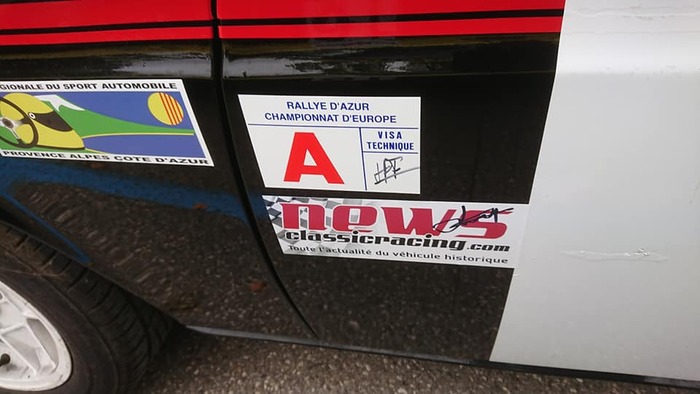 GIONALE DU SPORT AUTOMOBILE
PROVENCE ALPES COTE D'AZUR
RALLYE D'AZUR
CHAMPIONNAT D'EUROPE
A
VISA
TECHNIQUE
news
classicracing.com
Toute l'actualité du véhicule historique